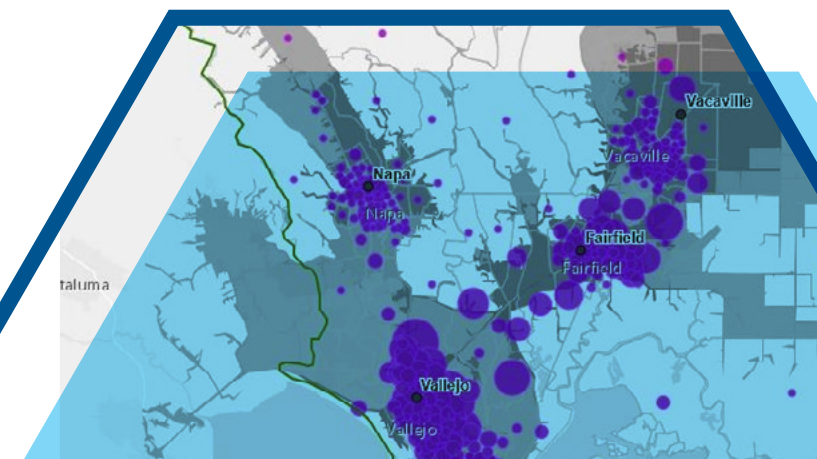 Vacaville
Vacaville
Napa
Napa
Fairfield
Fairfield
taluma
Vallejo
Vallejo